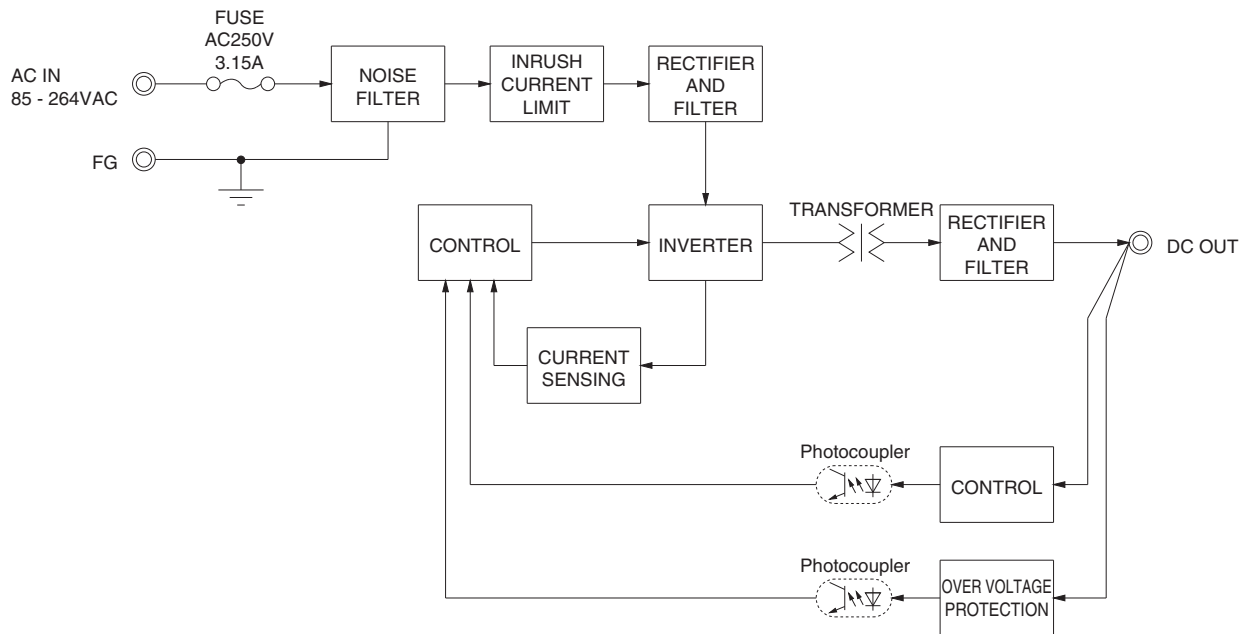 FUSE
AC250V
3.15A
AC IN
85 - 264VAC
NOISE
FILTER
INRUSH
CURRENT
LIMIT
RECTIFIER
AND
FILTER
FG
CONTROL
INVERTER
TRANSFORMER
RECTIFIER
AND
FILTER
DC OUT
CURRENT
SENSING
Photocoupler
CONTROL
Photocoupler
OVER VOLTAGE
PROTECTION